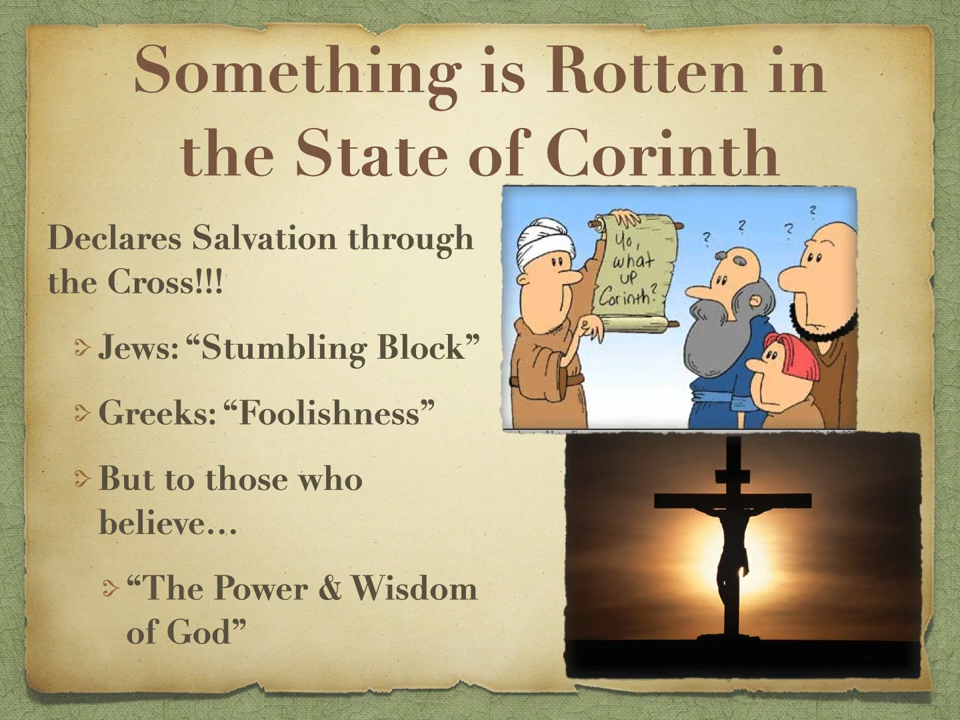 Something is Rotten in
the State of Corinth
Declares Salvation through
the Cross!!!
Jews: “Stumbling Block”
Greeks: “Foolishness”
But to those who
believe…
“The Power & Wisdom
of God”
Yo,
what
up
Corinth?
? ? ?